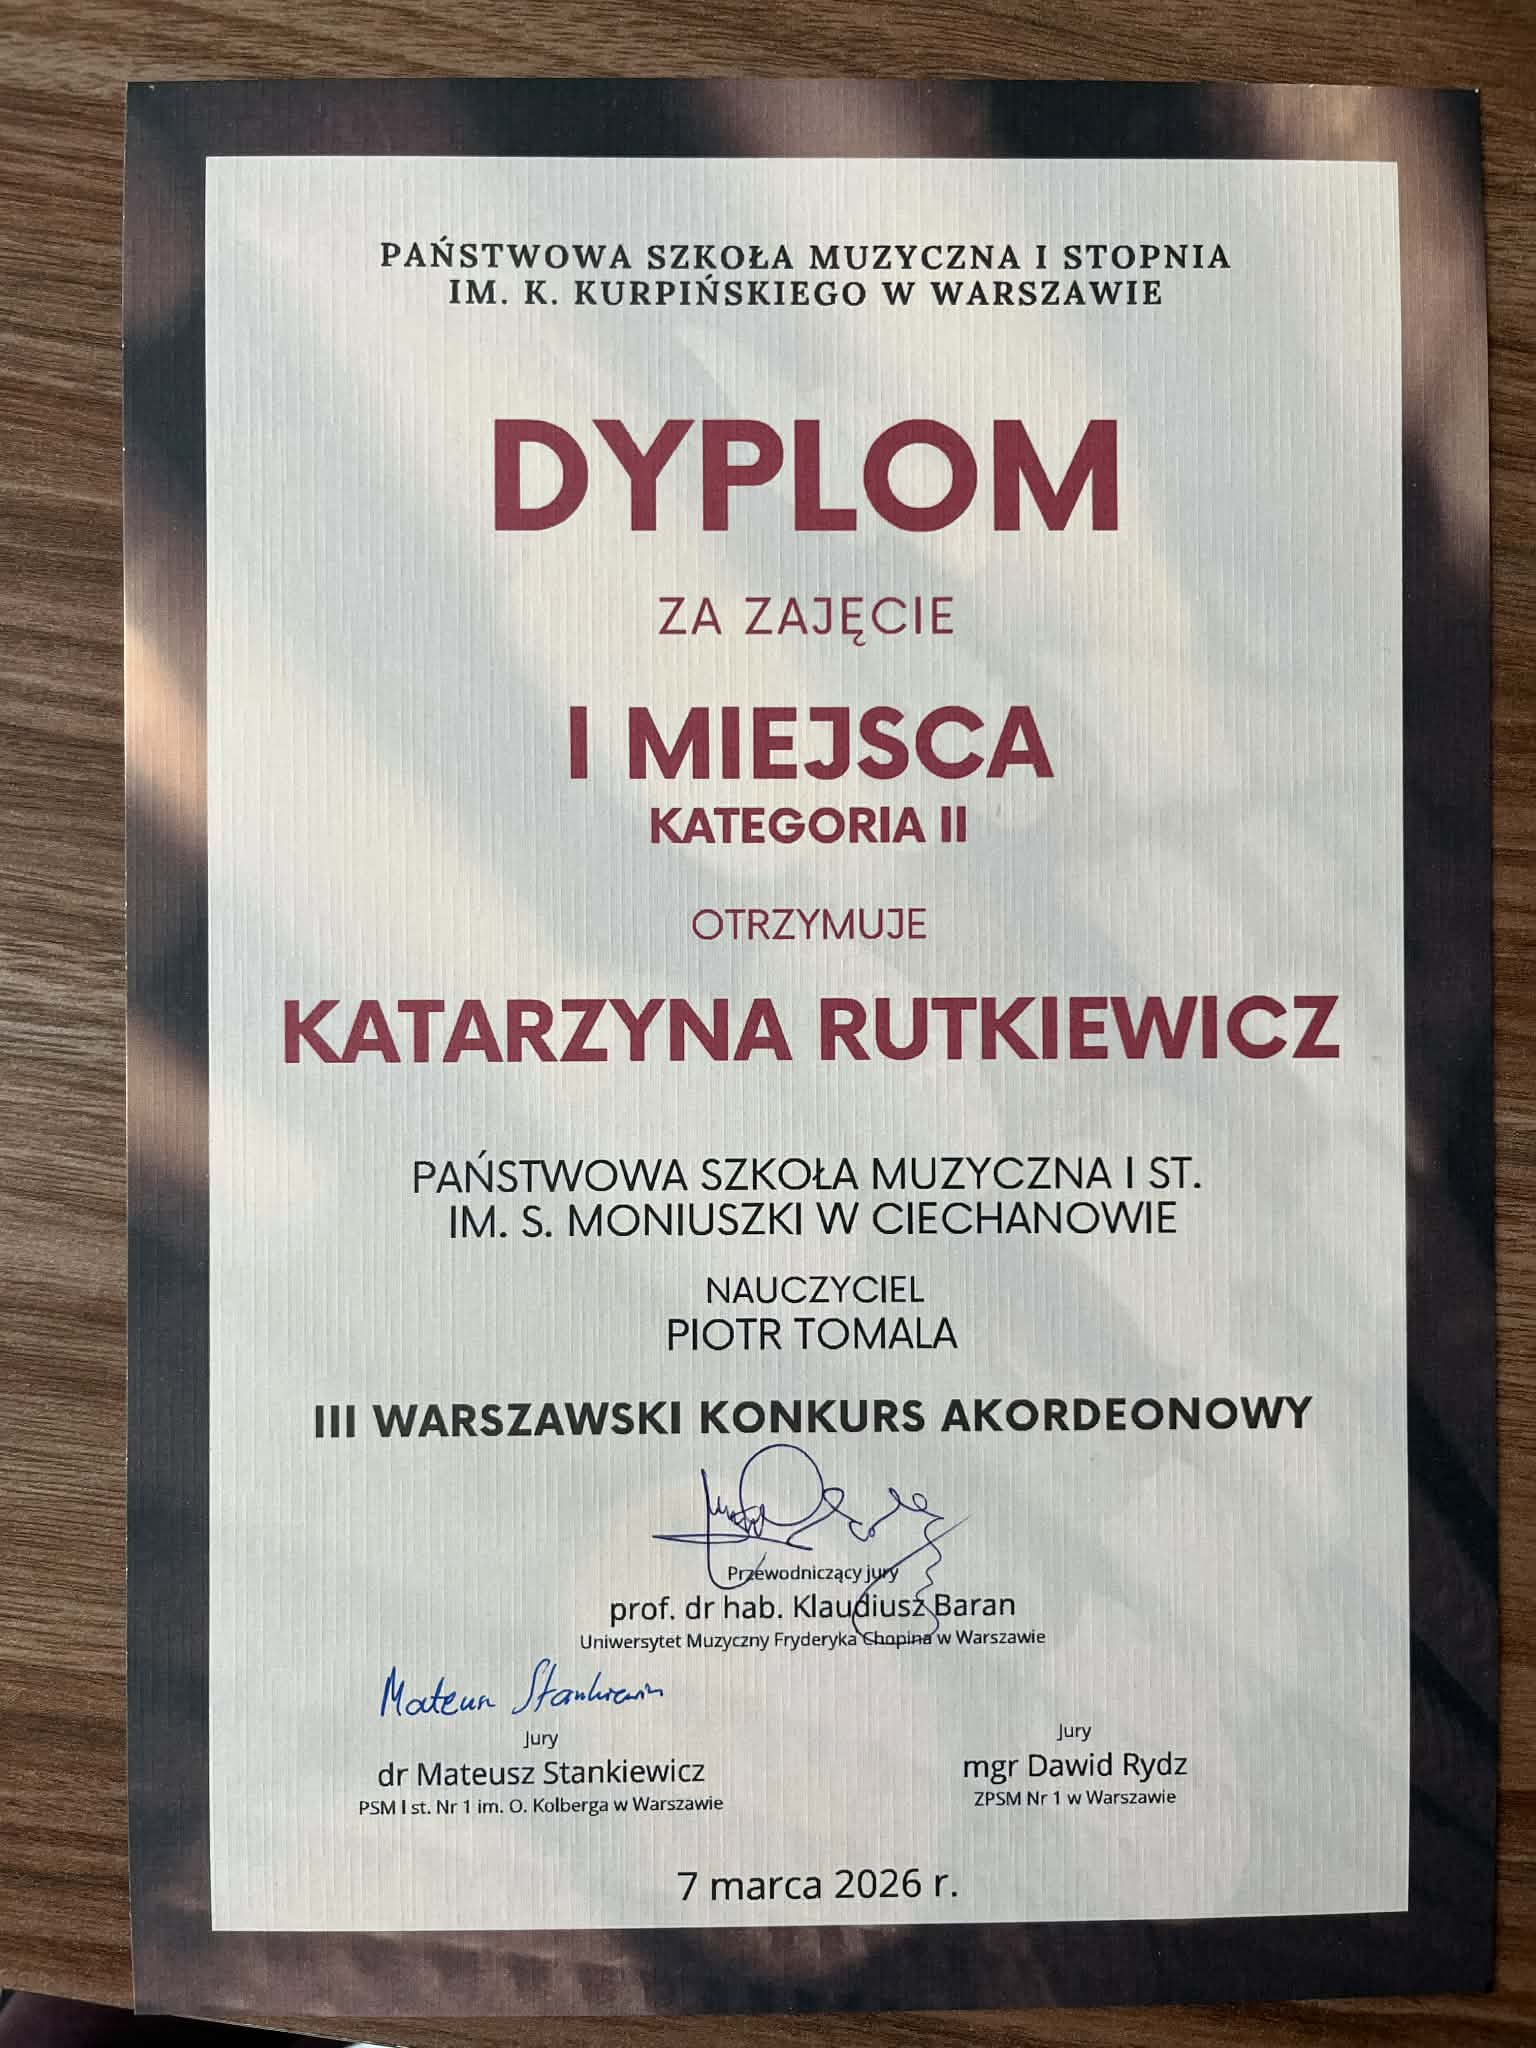 PAŃSTWOWA SZKOŁA MUZYCZNA I STOPNIA
IM. K. KURPIŃSKIEGO W WARSZAWIE
DYPLOM
ZA ZAJĘCIE
I MIEJSCA
KATEGORIA II
OTRZYMUJE
KATARZYNA RUTKIEWICZ
PAŃSTWOWA SZKOŁA MUZYCZNA I ST.
IM. S. MONIUSZKI W CIECHANOWIE
NAUCZYCIEL
PIOTR TOMALA
III WARSZAWSKI KONKURS AKORDEONOWY
Przewodniczący jury
prof. dr hab. Klaudiusz Baran
Uniwersytet Muzyczny Fryderyka Chopina w Warszawie
Mateusz Stankiewicz
Jury
dr Mateusz Stankiewicz
PSM I st. Nr 1 im. O. Kolberga w Warszawie
Jury
mgr Dawid Rydz
ZPSM Nr 1 w Warszawie
7 marca 2026 r.